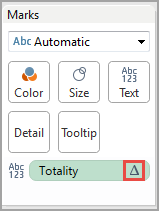 Marks
Abc Automatic
Abc
123
Color Size Text
Detail Tooltip
Abc
123
Totality Δ